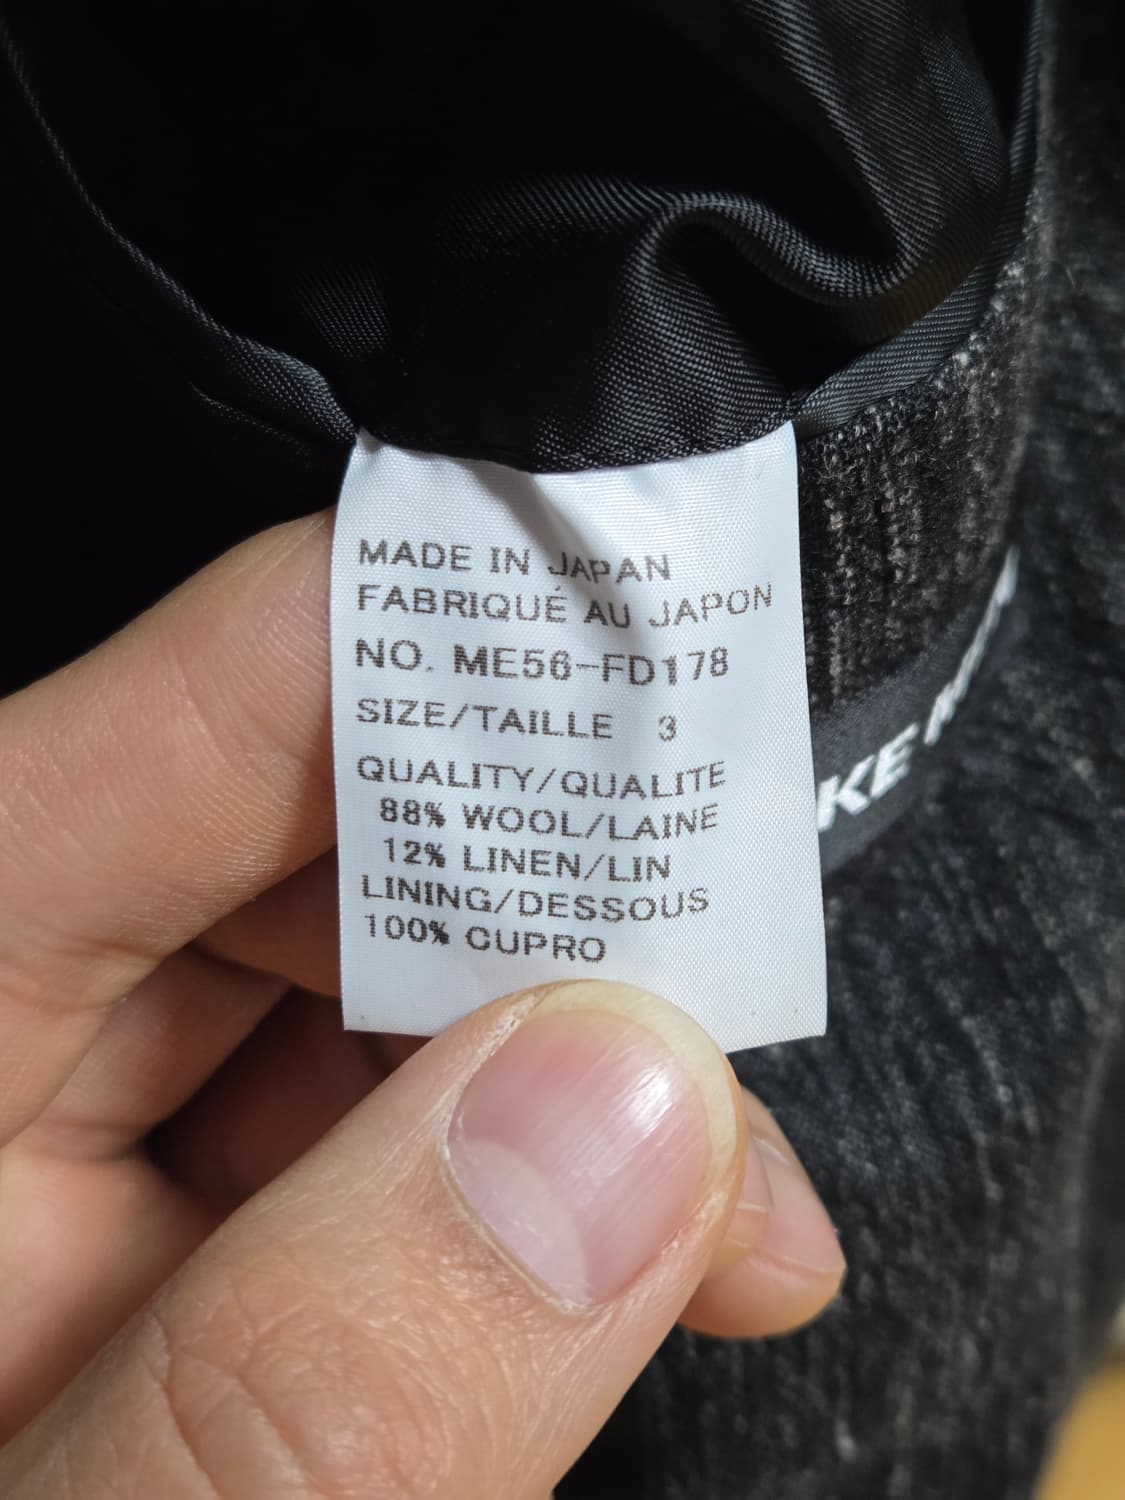 MADE IN JAPAN
FABRIQUÉ AU JAPON
NO. ME56-FD178
SIZE/TAILLE 3
QUALITY/QUALITE
88% WOOL/LAINE
12% LINEN/LIN
LINING/DESSOUS
100% CUPRO